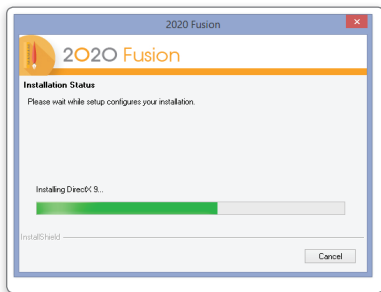 2020 Fusion
2020 Fusion
Installation Status
Please wait while setup configures your installation.
Installing DirectX 9...
InstallShield
Cancel